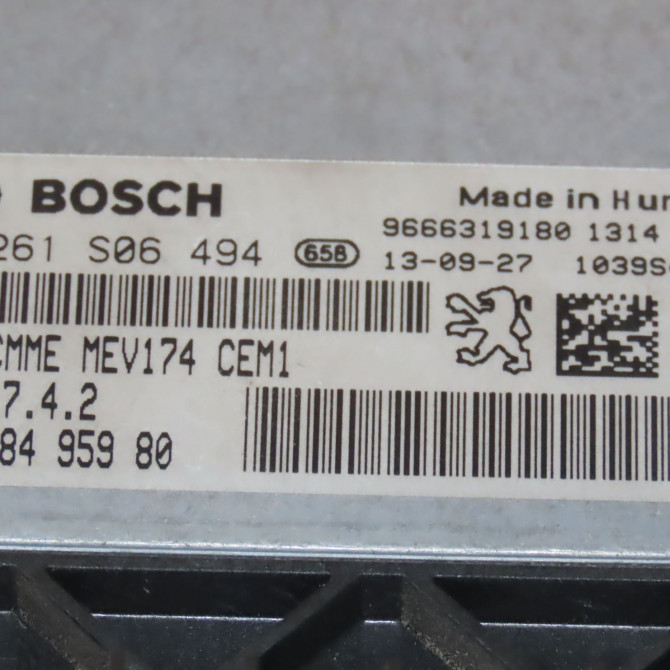 BOSCH
Made in Hun
9666319180 1314
261 S06 494 658
13-09-27 1039S
CMME MEV174 CEM1
7.4.2
84 959 80